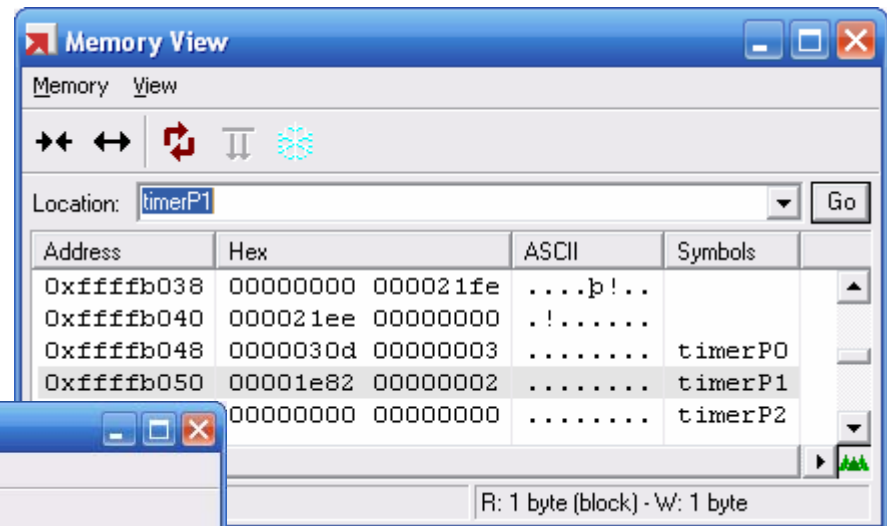 Memory View
Memory View
Location: timerP1 Go
Address Hex ASCII Symbols
0xffffb038 00000000 000021fe ....þ!..
0xffffb040 000021ee 00000000 .!......
0xffffb048 0000030d 00000003 ........ timerP0
0xffffb050 00001e82 00000002 ........ timerP1
00000000 00000000 ........ timerP2
R: 1 byte (block) - W: 1 byte